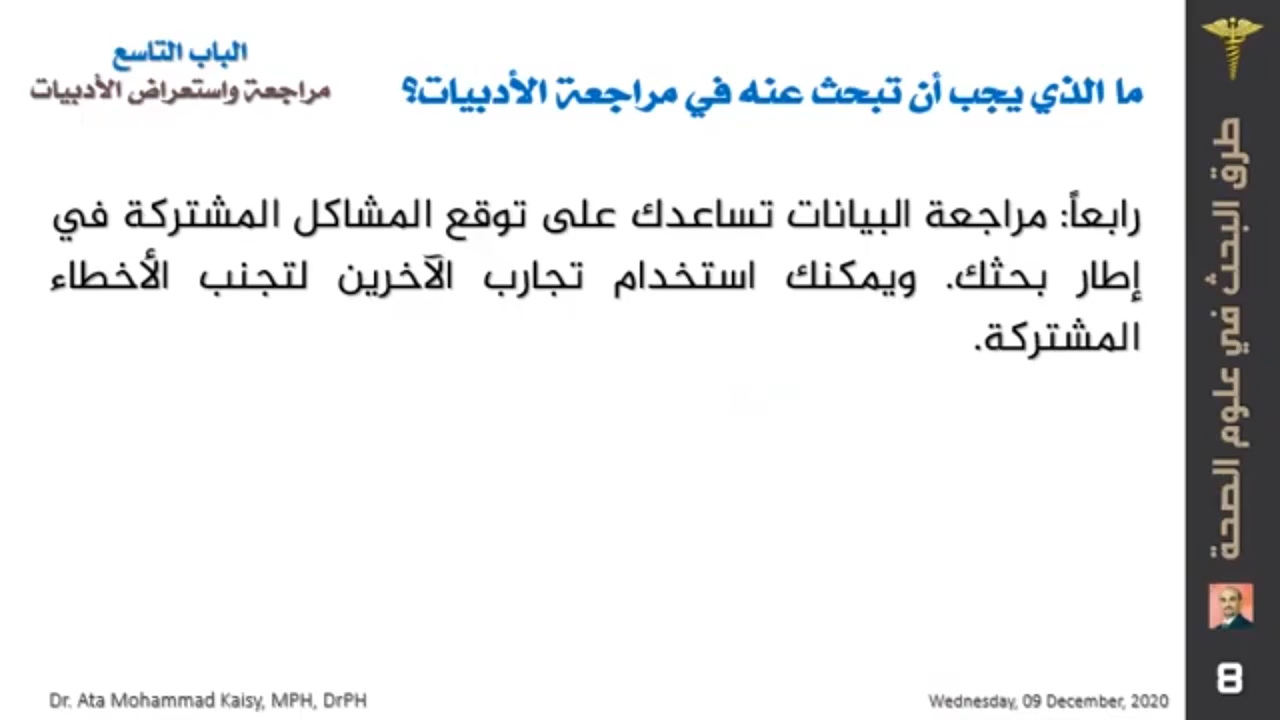 الباب التاسع
مراجعة واستعراض الأدبيات
ما الذي يجب أن تبحث عنه في مراجعة الأدبيات؟
رابعاً: مراجعة البيانات تساعدك على توقع المشاكل المشتركة في
إطار بحثك. ويمكنك استخدام تجارب الآخرين لتجنب الأخطاء
المشتركة.
طرق البحث في علوم الصحة
8
Dr. Ata Mohammad Kaisy, MPH, DrPH
Wednesday, 09 December, 2020